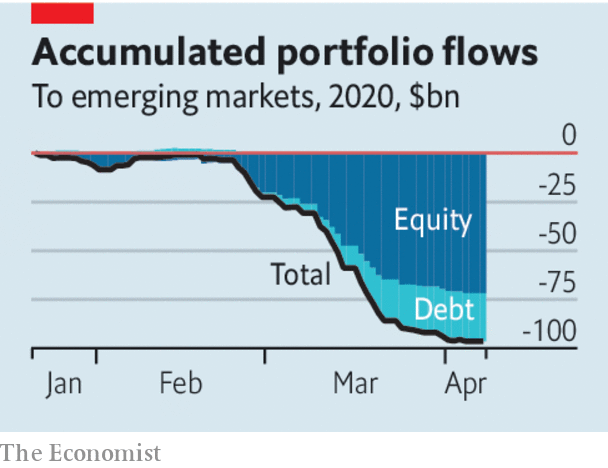 Accumulated portfolio flows
To emerging markets, 2020, $bn
0
-25
Equity
-50
Total
-75
Debt
-100
Jan Feb Mar Apr
The Economist